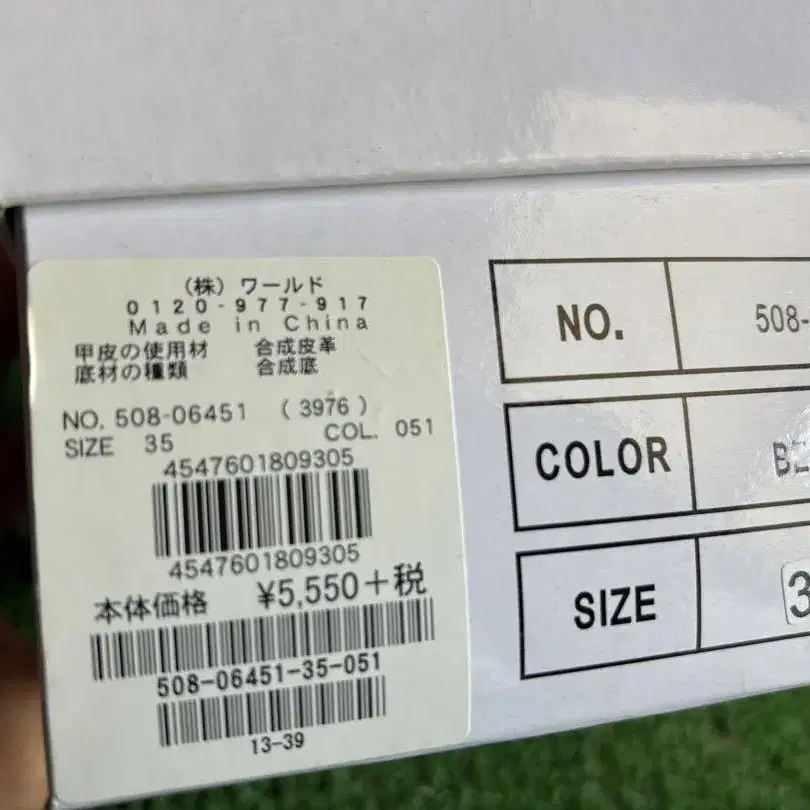 (株) ワールド
0120-977-917
Made in China
甲皮の使用材 合成皮革
底材の種類 合成底
NO. 508-06451 (3976)
SIZE 35 COL. 051
4547601809305
4547601809305
本体価格 ¥5,550+税
508-06451-35-051
13-39
NO. 508-
COLOR
SIZE 3